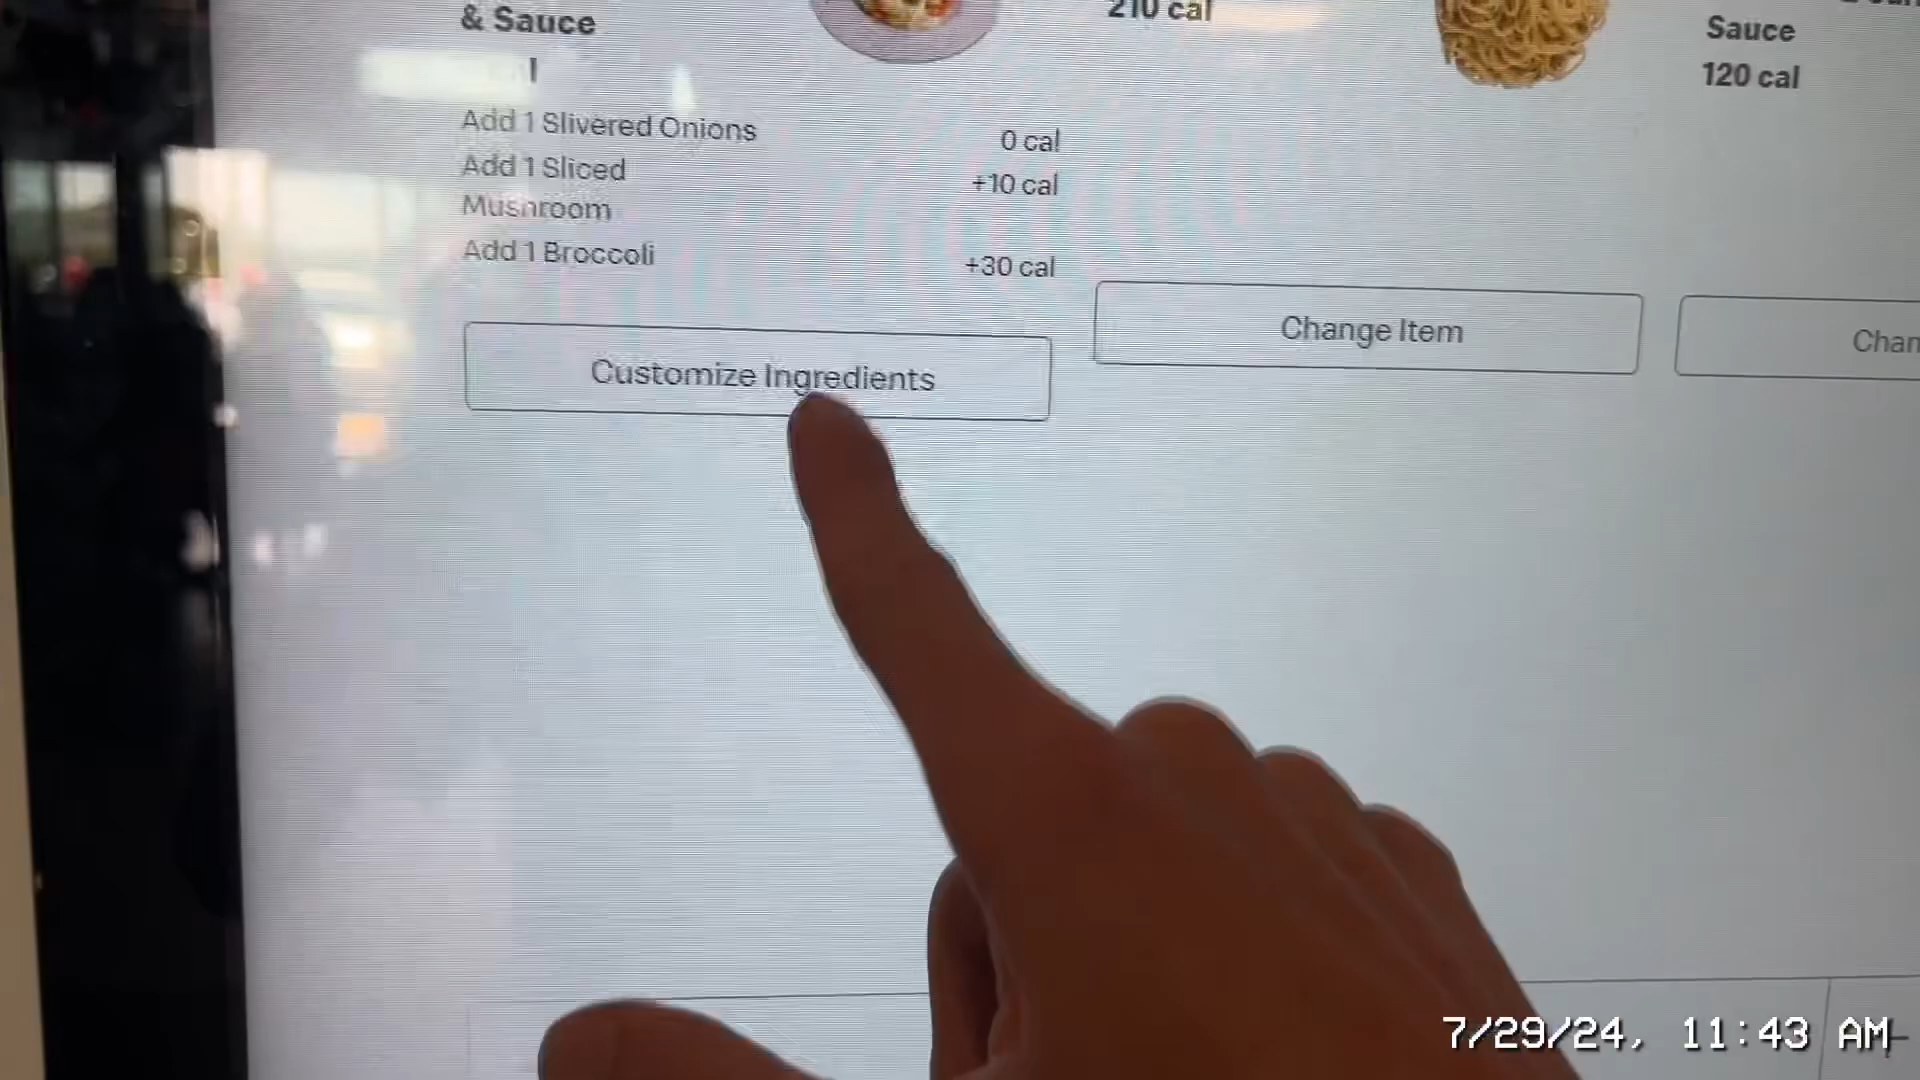 & Sauce
Add 1 Slivered Onions
0 cal
Add 1 Sliced
Mushroom
+10 cal
Add 1 Broccoli
+30 cal
Customize Ingredients
210 cal
Change Item
Sauce
120 cal
Chan
7/29/24, 11:43 AM